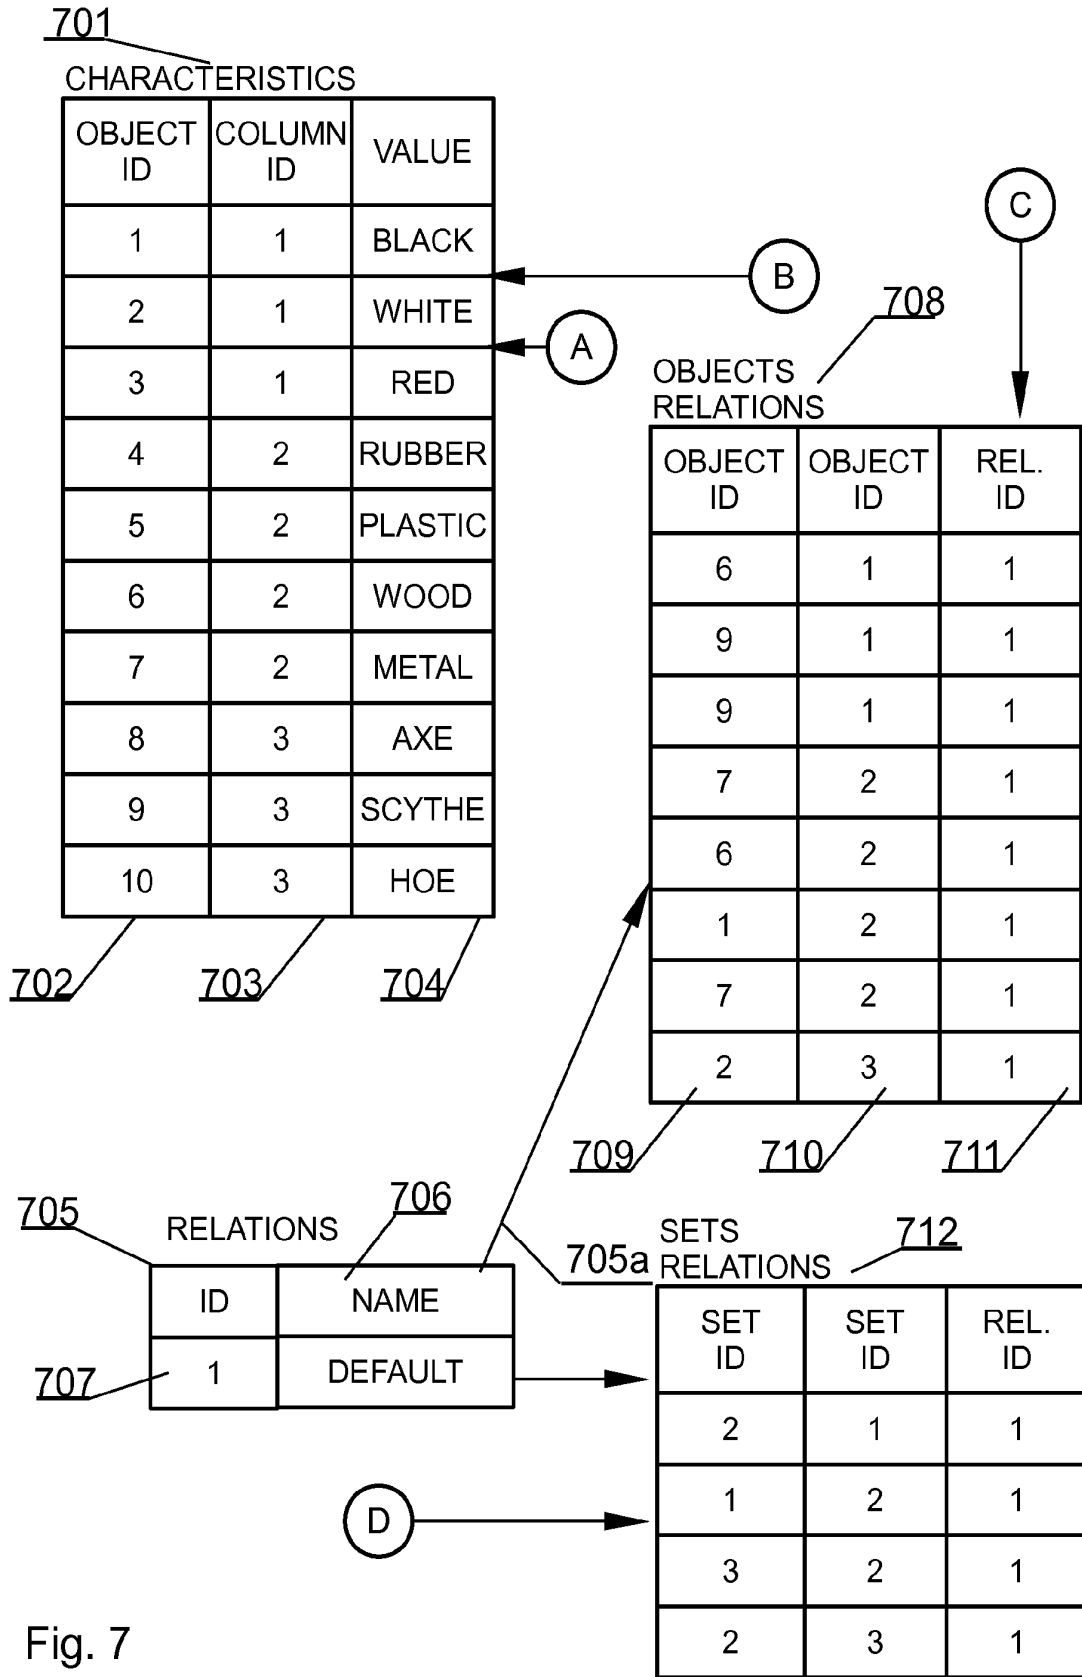 701
CHARACTERISTICS
OBJECT ID COLUMN ID VALUE
1 1 BLACK
2 1 WHITE
3 1 RED
4 2 RUBBER
5 2 PLASTIC
6 2 WOOD
7 2 METAL
8 3 AXE
9 3 SCYTHE
10 3 HOE
702 703 704
B
A
C
708
OBJECTS
RELATIONS
OBJECT ID OBJECT ID REL. ID
6 1 1
9 1 1
9 1 1
7 2 1
6 2 1
1 2 1
7 2 1
2 3 1
709 710 711
705 RELATIONS 706
ID NAME
707 1 DEFAULT
705a
SETS
RELATIONS
712
SET ID SET ID REL. ID
2 1 1
1 2 1
3 2 1
2 3 1
D
Fig. 7